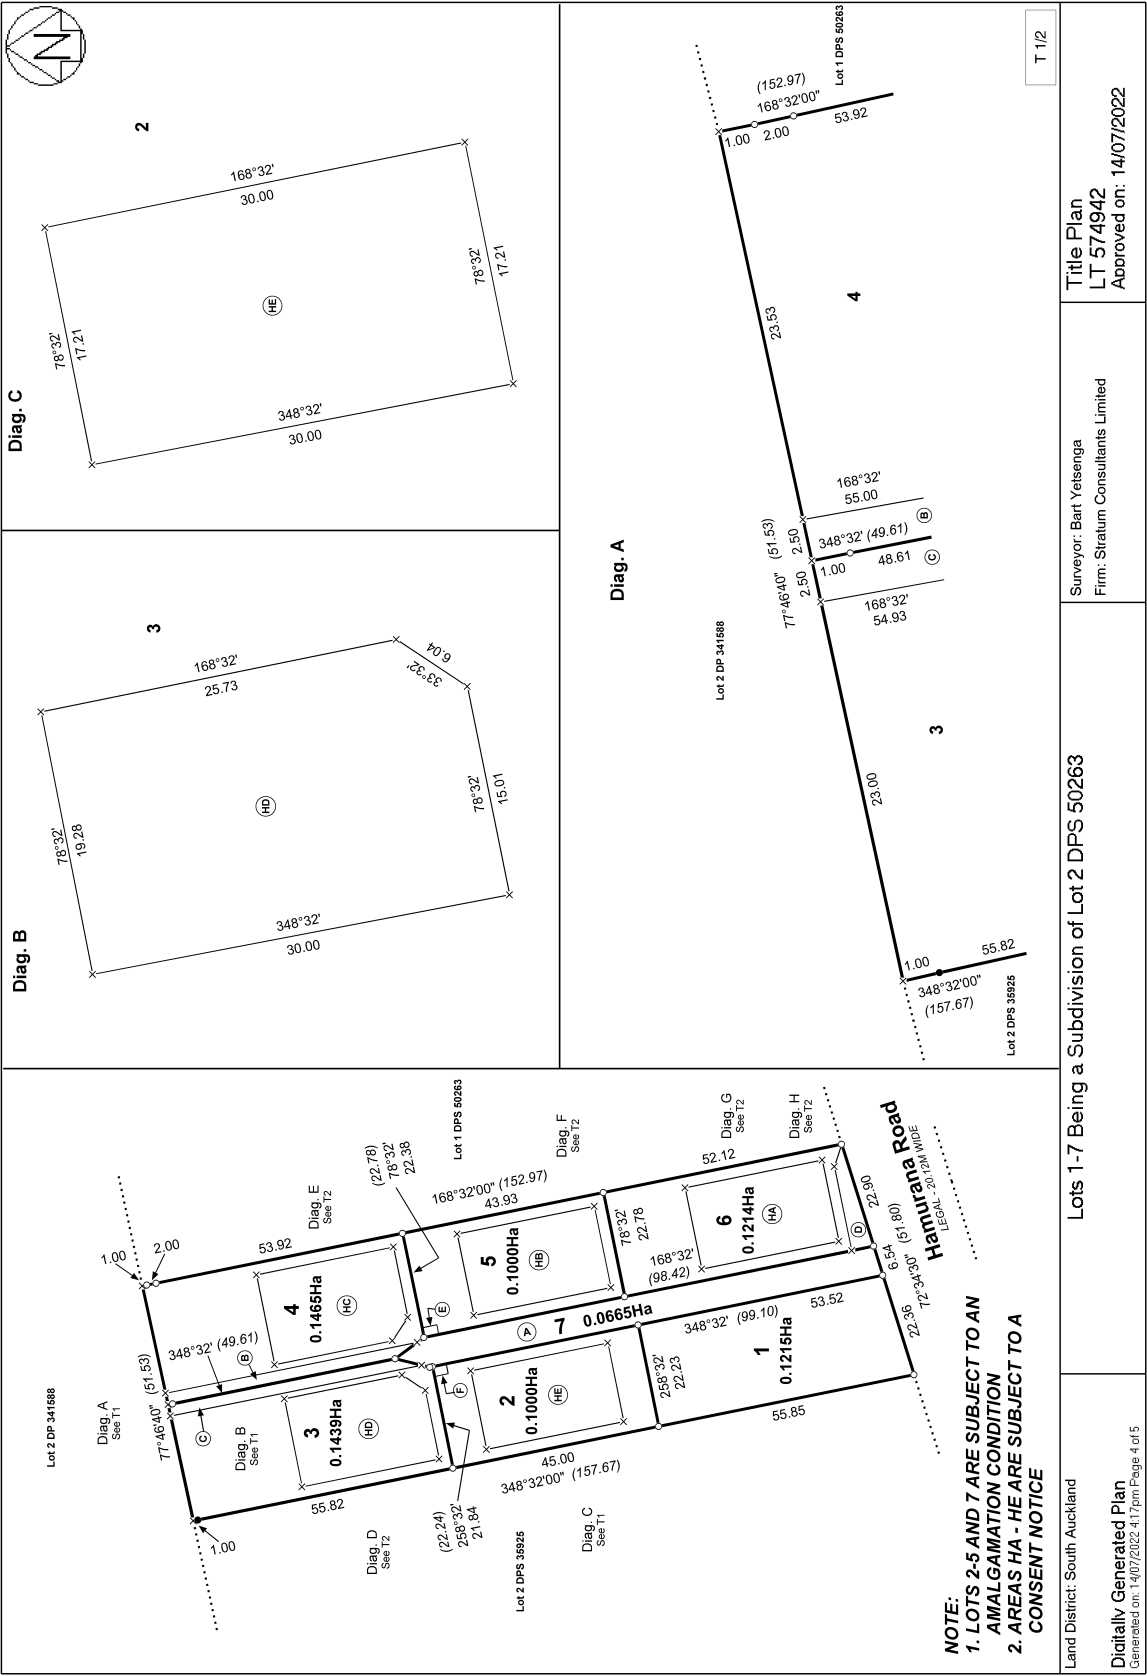 N
Diag. C
2
168°32'
30.00
78°32'
17.21
HE
78°32'
17.21
348°32'
30.00
Diag. B
3
168°32'
25.73
33°32'
6.04
78°32'
19.28
HD
78°32'
15.01
348°32'
30.00
Diag. A
T 1/2
Lot 1 DPS 50263
(152.97)
168°32'00"
1.00
2.00
53.92
23.53
4
168°32'
55.00
(51.53)
2.50
348°32' (49.61)
B
77°46'40"
2.50
1.00
48.61
C
168°32'
54.93
Lot 2 DP 341588
3
23.00
1.00
55.82
348°32'00"
(157.67)
Lot 2 DPS 35925
Lot 2 DP 341588
Diag. A
See T1
77°46'40" (51.53)
1.00
2.00
348°32' (49.61)
B
C
Diag. B
See T1
1.00
Diag. E
See T2
53.92
4
0.1465Ha
HC
3
0.1439Ha
HD
55.82
Diag. D
See T2
(22.78)
78°32'
22.38
Lot 1 DPS 50263
168°32'00" (152.97)
43.93
Diag. F
See T2
E
F
5
0.1000Ha
HB
A
7 0.0665Ha
2
0.1000Ha
HE
(22.24)
258°32'
21.84
Lot 2 DPS 35925
45.00
348°32'00" (157.67)
Diag. C
See T1
78°32'
22.78
168°32'
(98.42)
52.12
Diag. G
See T2
Diag. H
See T2
6
0.1214Ha
HA
D
348°32' (99.10)
53.52
258°32'
22.23
1
0.1215Ha
55.85
22.36
6.54
22.90
72°34'30" (51.80)
Hamurana Road
LEGAL - 20.12M WIDE
NOTE:
1. LOTS 2-5 AND 7 ARE SUBJECT TO AN
AMALGAMATION CONDITION
2. AREAS HA - HE ARE SUBJECT TO A
CONSENT NOTICE
Land District: South Auckland
Digitally Generated Plan
Generated on: 14/07/2022 4:17pm Page 4 of 5
Lots 1-7 Being a Subdivision of Lot 2 DPS 50263
Surveyor: Bart Yetsenga
Firm: Stratum Consultants Limited
Title Plan
LT 574942
Approved on: 14/07/2022